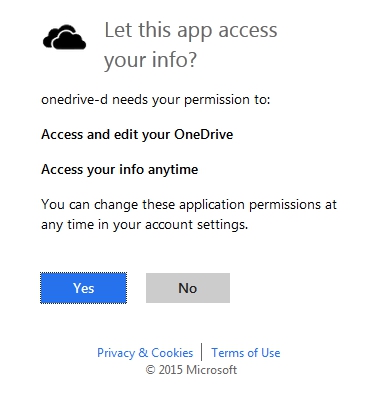 Let this app access
your info?
onedrive-d needs your permission to:
Access and edit your OneDrive
Access your info anytime
You can change these application permissions at
any time in your account settings.
Yes No
Privacy & Cookies | Terms of Use
© 2015 Microsoft